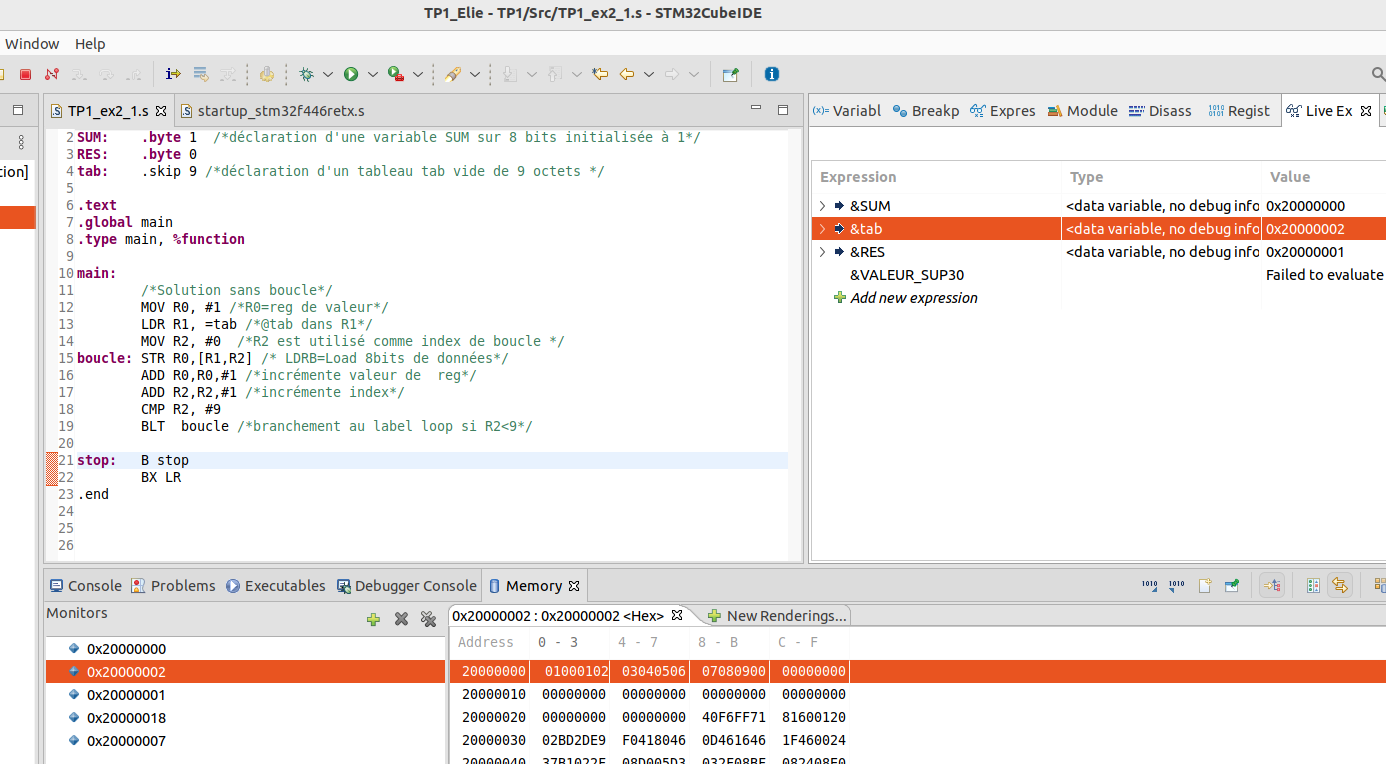 TP1_Elie - TP1/Src/TP1_ex2_1.s - STM32CubeIDE
Window Help
TP1_ex2_1.s startup_stm32f446retx.s
2 SUM: .byte 1 /*déclaration d'une variable SUM sur 8 bits initialisée à 1*/
3 RES: .byte 0
4 tab: .skip 9 /*déclaration d'un tableau tab vide de 9 octets */
5
6 .text
7 .global main
8 .type main, %function
9
10 main:
11 /*Solution sans boucle*/
12 MOV R0, #1 /*R0=reg de valeur*/
13 LDR R1, =tab /*@tab dans R1*/
14 MOV R2, #0 /*R2 est utilisé comme index de boucle */
15 boucle: STR R0,[R1,R2] /* LDRB=Load 8bits de données*/
16 ADD R0,R0,#1 /*incrémente valeur de reg*/
17 ADD R2,R2,#1 /*incrémente index*/
18 CMP R2, #9
19 BLT boucle /*branchement au label loop si R2<9*/
20
21 stop: B stop
22 BX LR
23 .end
24
25
26
tion]
(x)= Variabl Breakp Expres Module Disass Regist Live Ex
Expression Type Value
&SUM <data variable, no debug info 0x20000000
&tab <data variable, no debug info 0x20000002
&RES <data variable, no debug info 0x20000001
&VALEUR_SUP30 Failed to evaluate
Add new expression
Console Problems Executables Debugger Console Memory
Monitors
0x20000000
0x20000002
0x20000001
0x20000018
0x20000007
0x20000002 : 0x20000002 <Hex> New Renderings...
Address 0 - 3 4 - 7 8 - B C - F
20000000 01000102 03040506 07080900 00000000
20000010 00000000 00000000 00000000 00000000
20000020 00000000 00000000 40F6FF71 81600120
20000030 02BD2DE9 F0418046 0D461646 1F460024